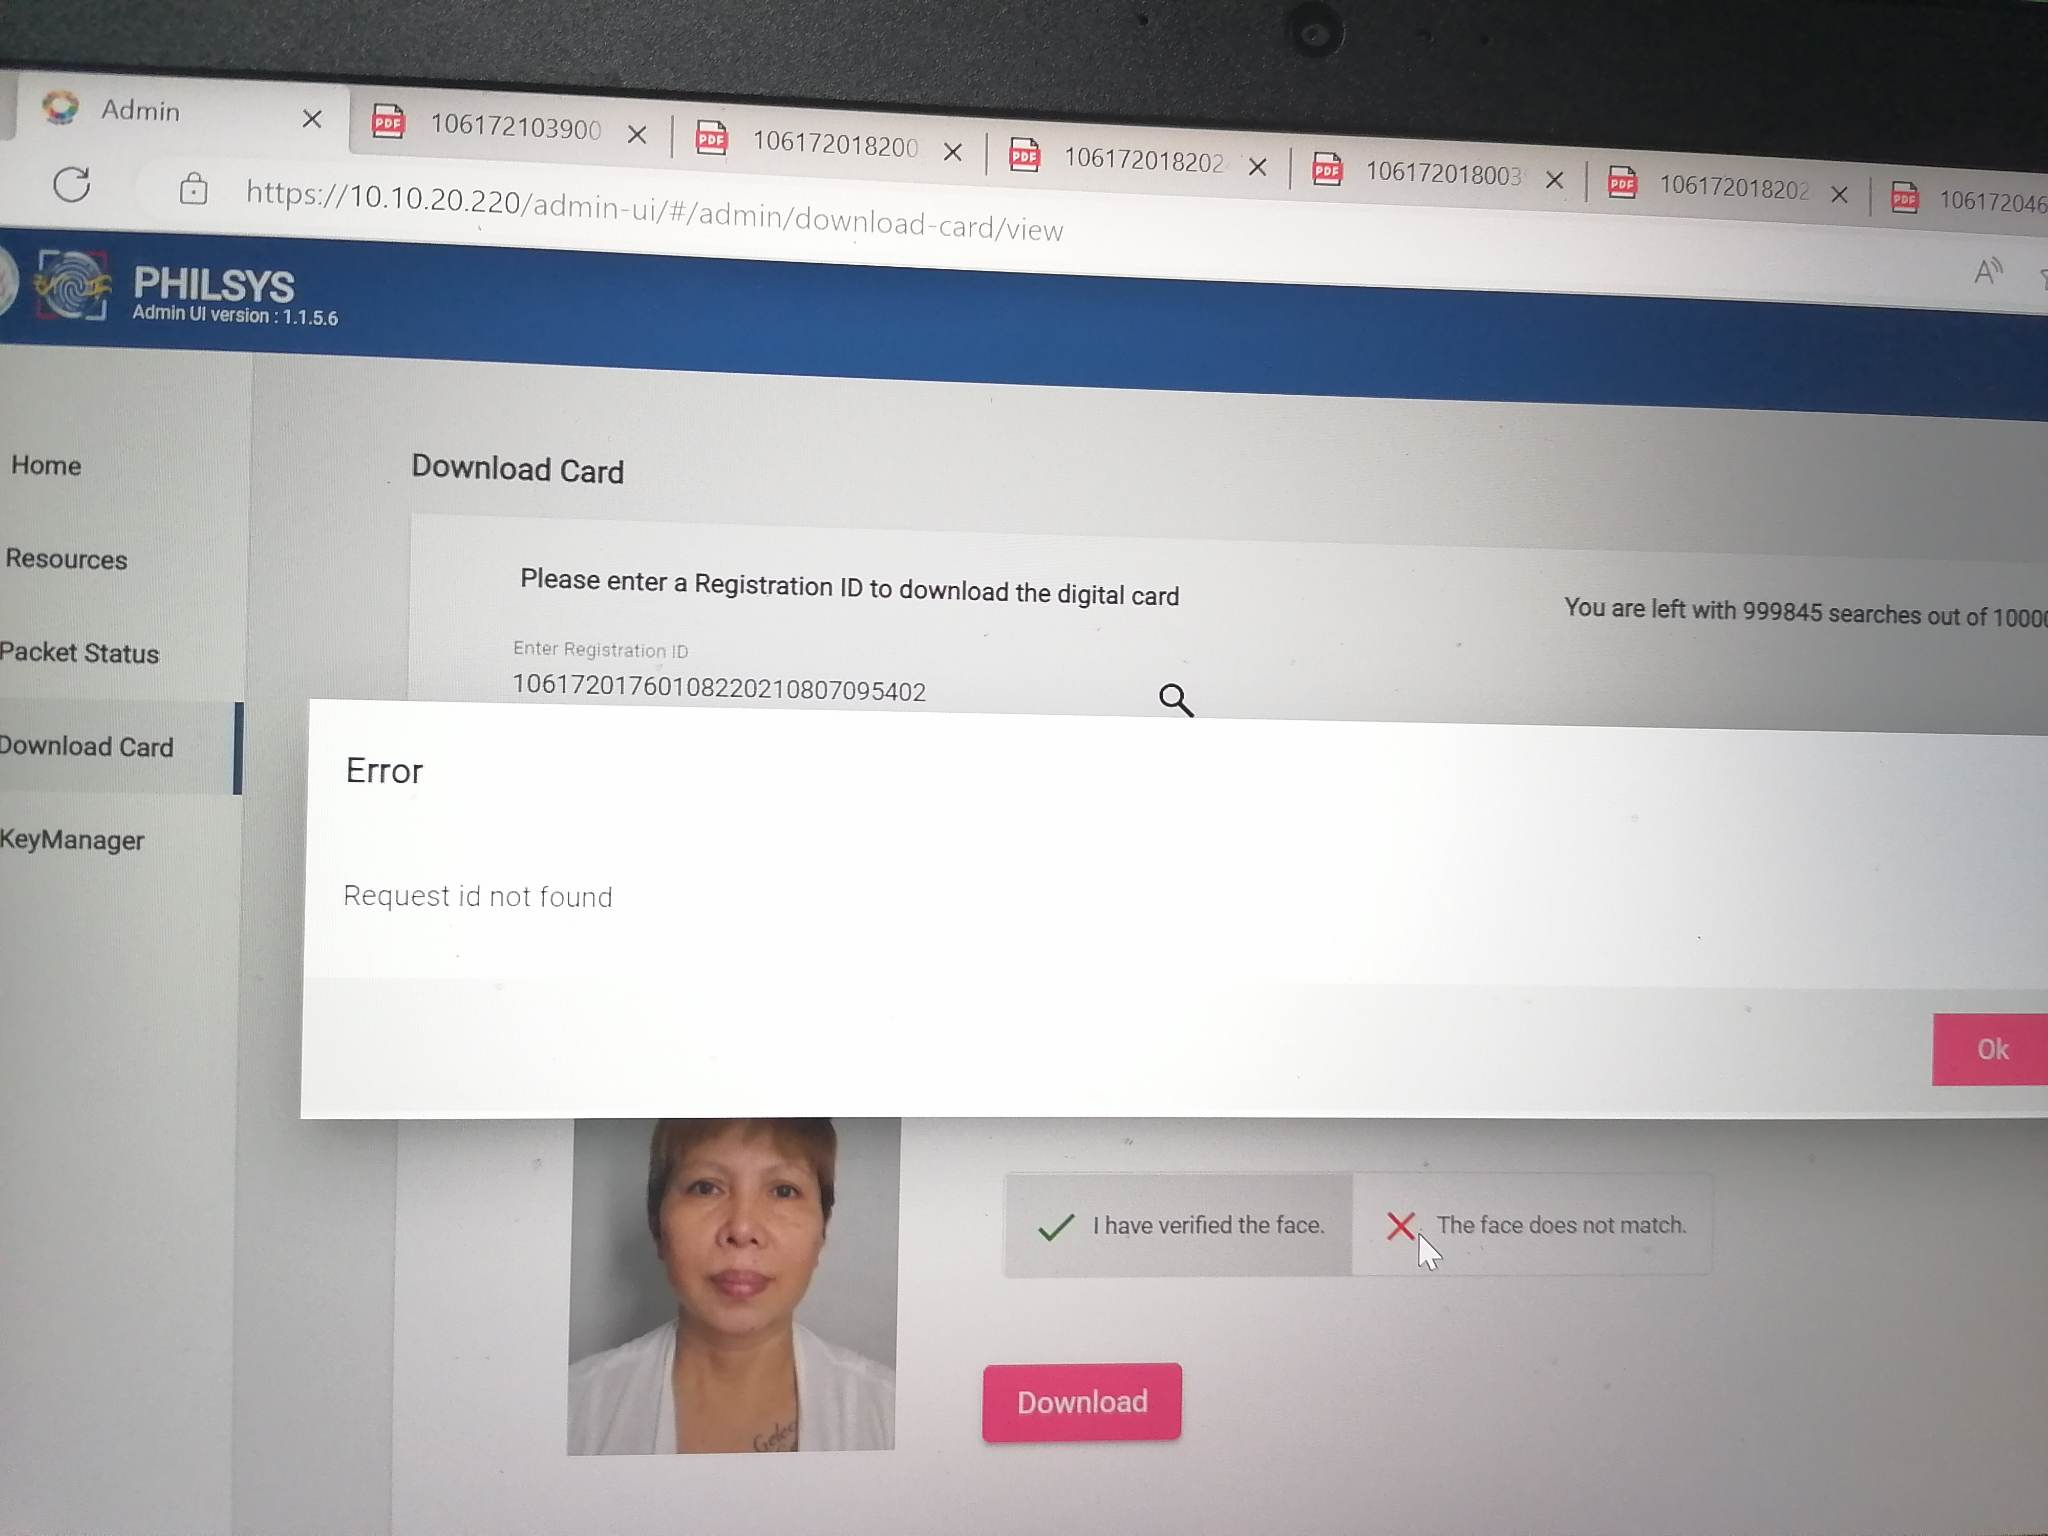 Admin
106172103900
106172018200
106172018202
106172018003
106172018202
106172046
https://10.10.20.220/admin-ui/#/admin/download-card/view
PHILSYS
Admin UI version : 1.1.5.6
Home
Resources
Packet Status
Download Card
KeyManager
Download Card
Please enter a Registration ID to download the digital card
You are left with 999845 searches out of 10000
Enter Registration ID
10617201760108220210807095402
Error
Request id not found
Ok
I have verified the face.
The face does not match.
Download